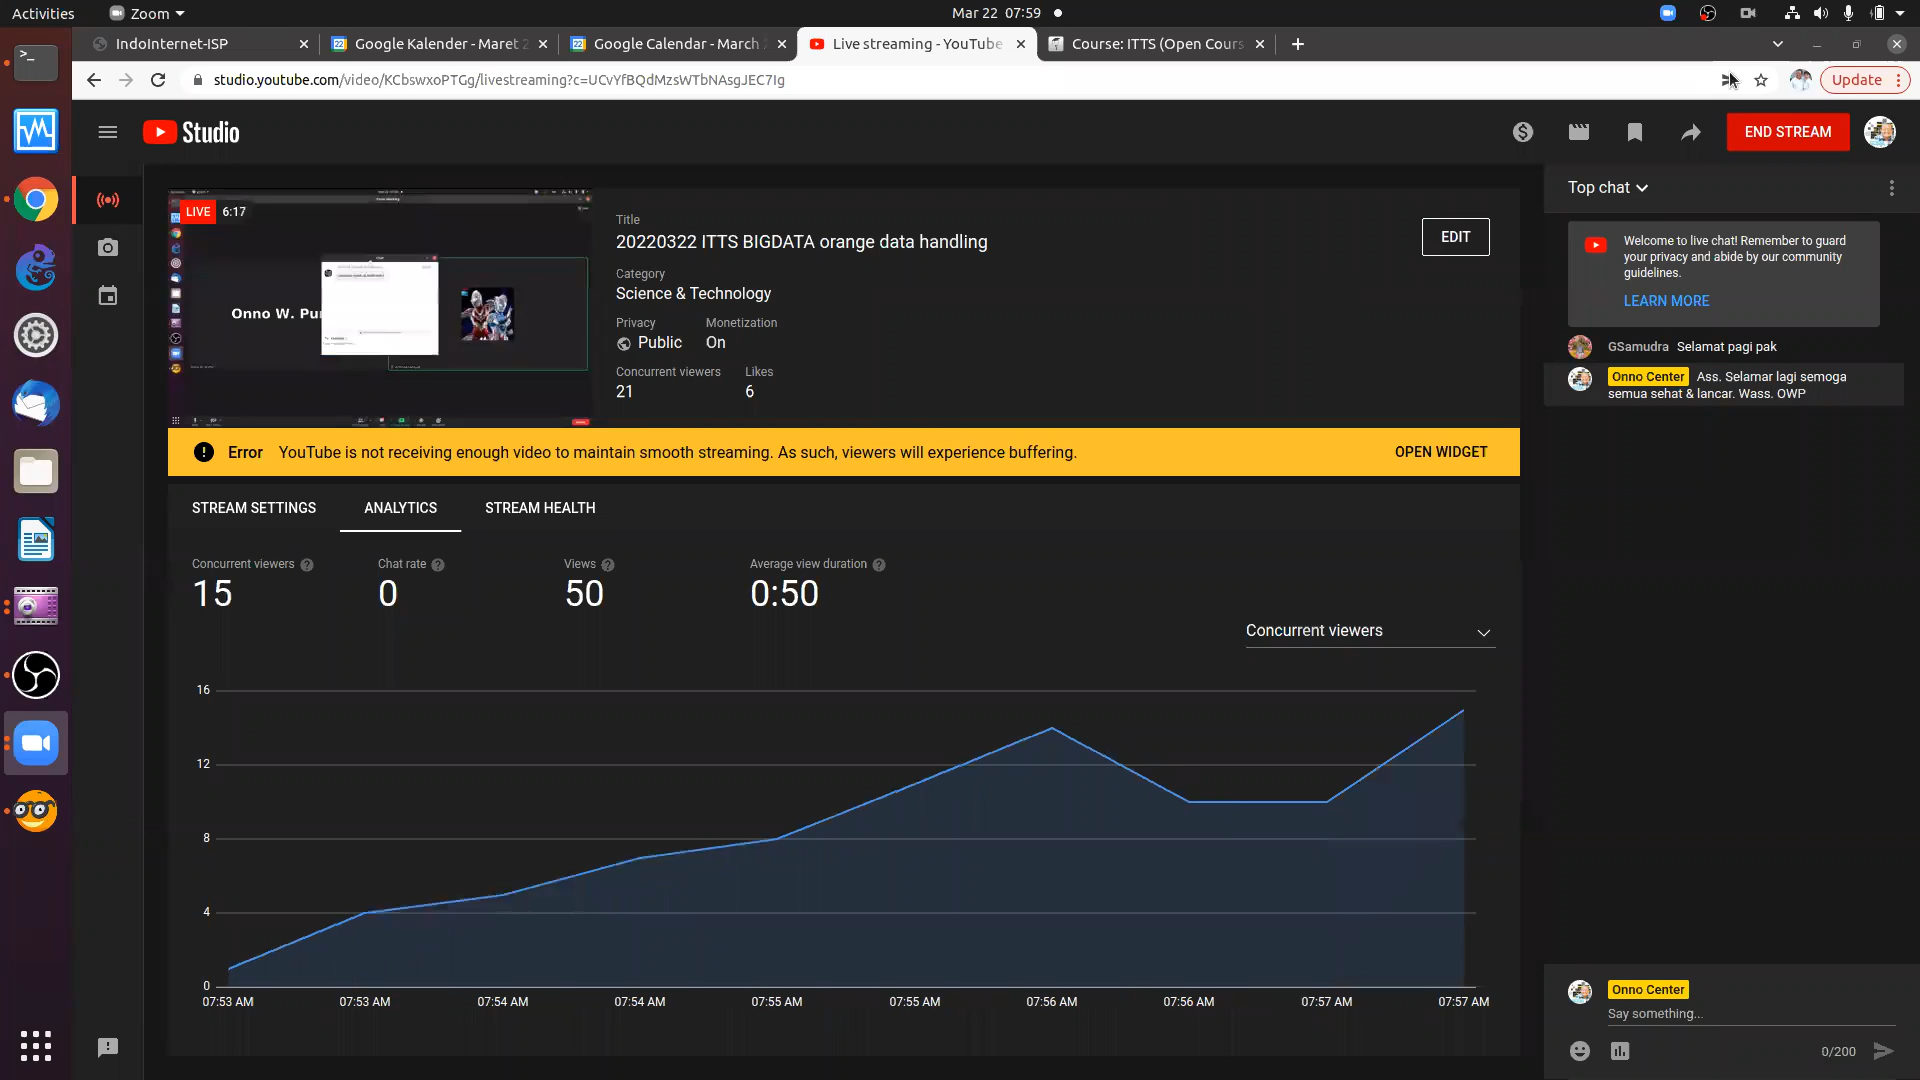 Activities
Zoom
Mar 22 07:59
IndoInternet-ISP
Google Kalender - Maret 2
Google Calendar - March
Live streaming - YouTube
Course: ITTS (Open Cours
studio.youtube.com/video/KCbswxoPTGg/livestreaming?c=UCvYfBQdMzsWTbNAsgJEC7Ig
Update
Studio
END STREAM
LIVE 6:17
Onno W. Pu
Title
20220322 ITTS BIGDATA orange data handling
EDIT
Category
Science & Technology
Privacy
Monetization
Public
On
Concurrent viewers
Likes
21
6
Error YouTube is not receiving enough video to maintain smooth streaming. As such, viewers will experience buffering.
OPEN WIDGET
STREAM SETTINGS
ANALYTICS
STREAM HEALTH
Concurrent viewers
Chat rate
Views
Average view duration
15
0
50
0:50
Concurrent viewers
16
12
8
4
0
07:53 AM 07:53 AM 07:54 AM 07:54 AM 07:55 AM 07:55 AM 07:56 AM 07:56 AM 07:57 AM 07:57 AM
Top chat
Welcome to live chat! Remember to guard
your privacy and abide by our community
guidelines.
LEARN MORE
GSamudra Selamat pagi pak
Onno Center Ass. Selamar lagi semoga
semua sehat & lancar. Wass. OWP
Onno Center
Say something...
0/200